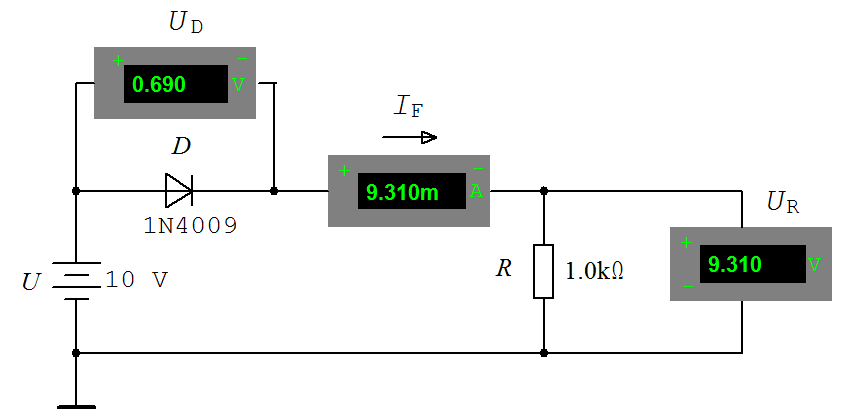 UD
+ −
0.690 V
IF
D
+ −
9.310m A
1N4009
UR
+
9.310 V
−
U 10 V
R 1.0kΩ